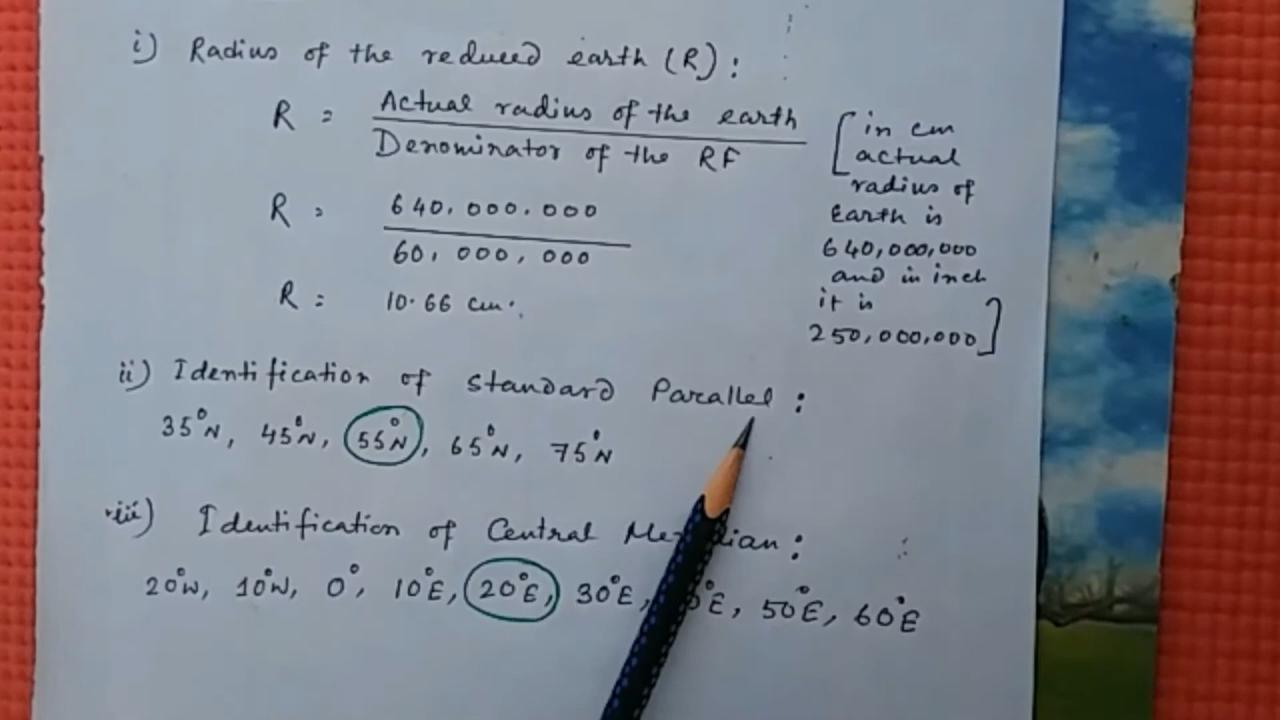 i) Radius of the reduced earth (R) :
R = Actual radius of the earth
Denominator of the RF
[in cm
actual
radius of
Earth is
640,000,000
and in inch
it is
250,000,000]
R = 640,000,000
60,000,000
R = 10.66 cm.
ii) Identification of Standard Parallel :
35°N, 45°N, 55°N, 65°N, 75°N
iii) Identification of Central :
20°W, 10°W, 0°, 10°E, 20°E, 30°E, 50°E, 60°E